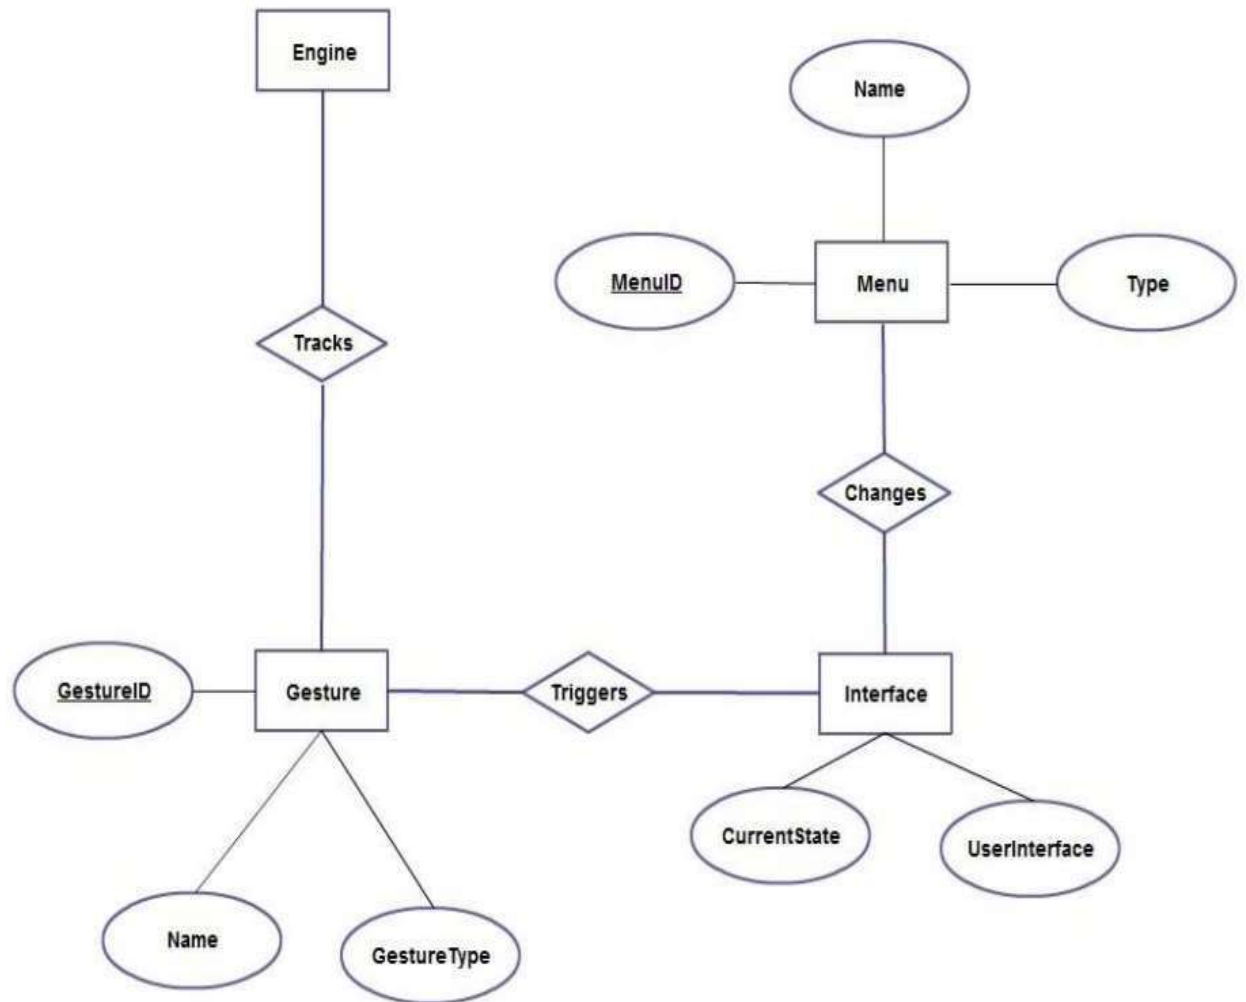 Engine
Name
MenuID
Menu
Type
Tracks
Changes
GestureID
Gesture
Triggers
Interface
CurrentState
UserInterface
Name
GestureType